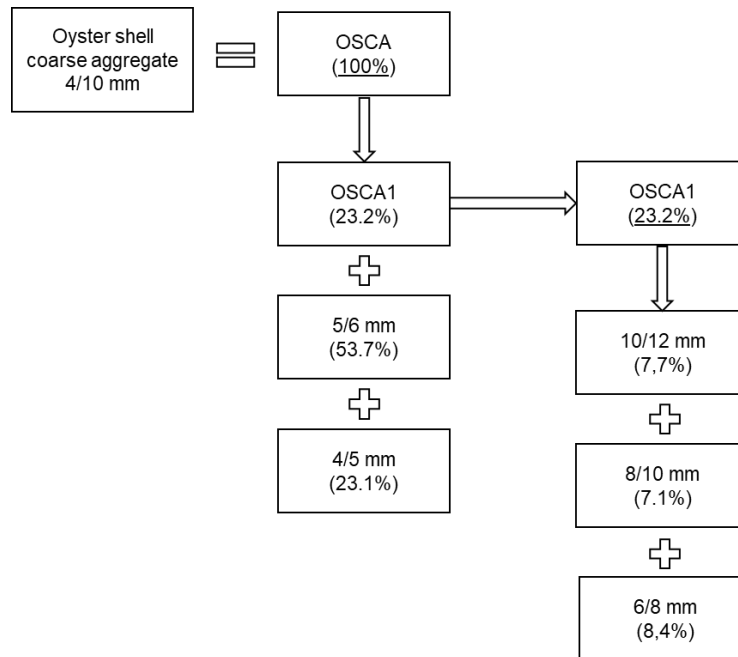 Oyster shell
coarse aggregate
4/10 mm
OSCA
(100%)
OSCA1
(23.2%)
5/6 mm
(53.7%)
4/5 mm
(23.1%)
OSCA1
(23.2%)
10/12 mm
(7,7%)
8/10 mm
(7.1%)
6/8 mm
(8,4%)